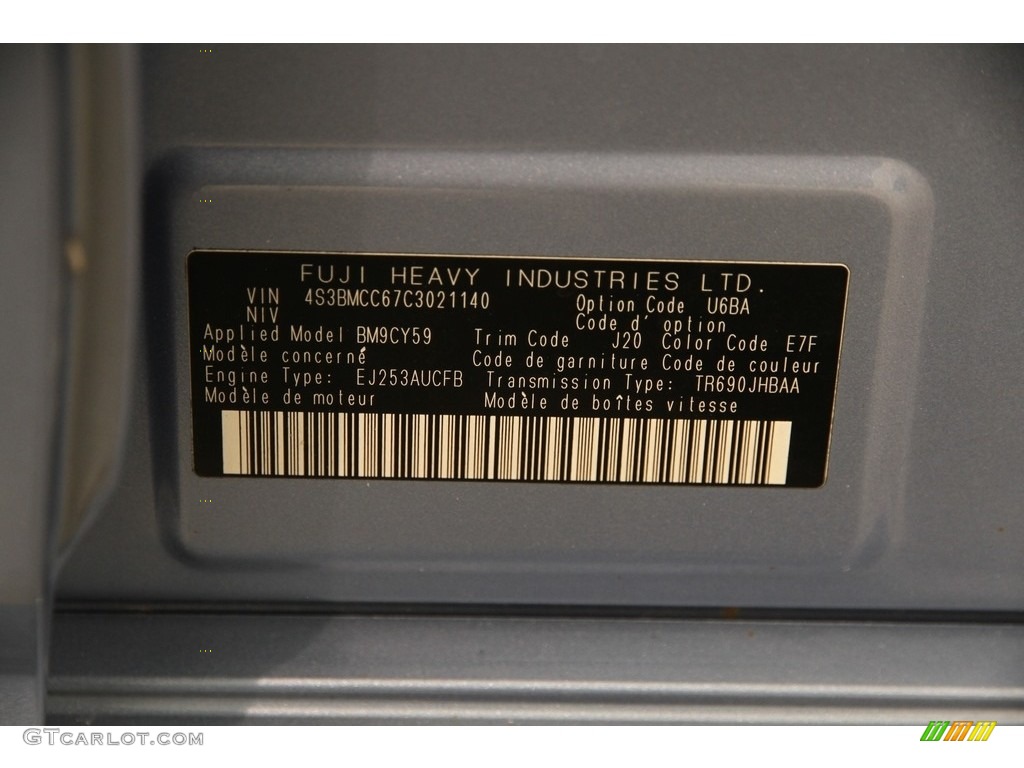 FUJI HEAVY INDUSTRIES LTD.
VIN 4S3BMCC67C3021140 Option Code U6BA
NIV Code d' option
Applied Model BM9CY59 Trim Code J20 Color Code E7F
Modèle concerné Code de garniture Code de couleur
Engine Type: EJ253AUCFB Transmission Type: TR690JHBAA
Modèle de moteur Modèle de boîtes vitesse
GTCARLOT.COM